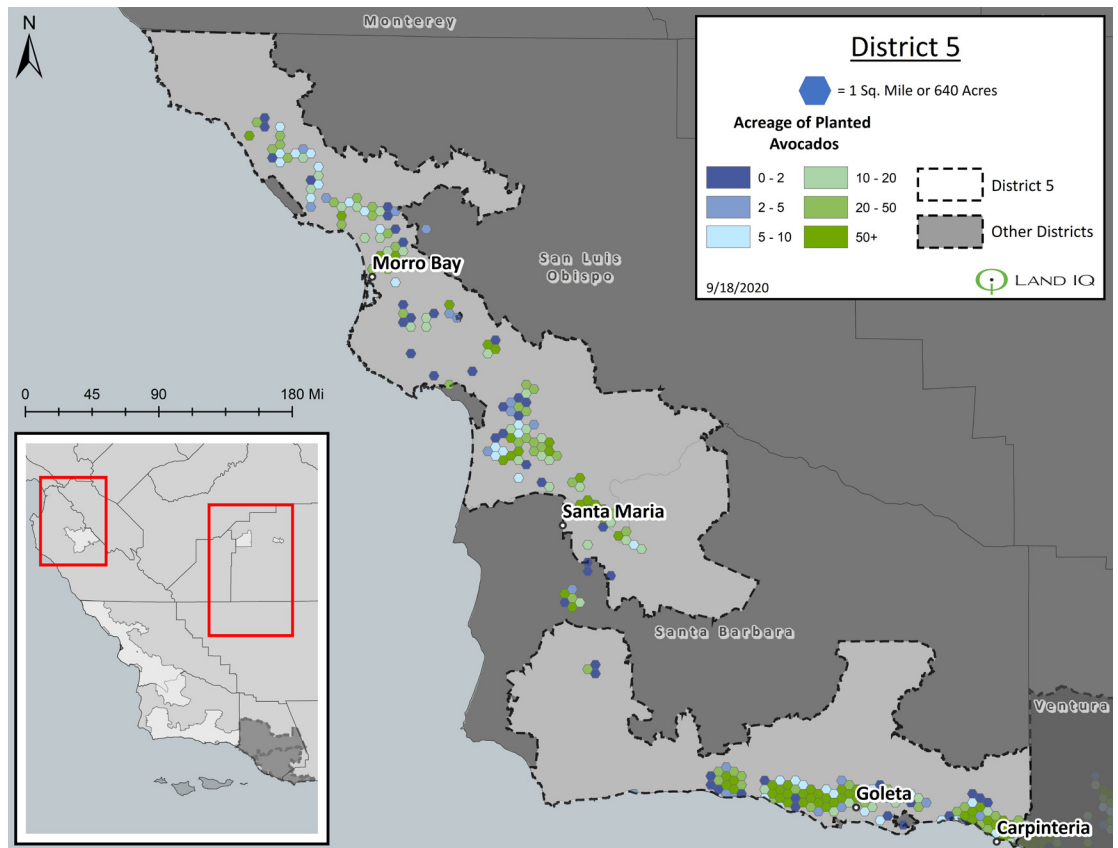 N
Monterey
District 5
= 1 Sq. Mile or 640 Acres
Acreage of Planted
Avocados
0 - 2
10 - 20
2 - 5
20 - 50
5 - 10
50+
District 5
Other Districts
9/18/2020
LAND IQ
San Luis
Obispo
Morro Bay
0 45 90 180 Mi
Santa Maria
Santa Barbara
Ventura
Goleta
Carpinteria